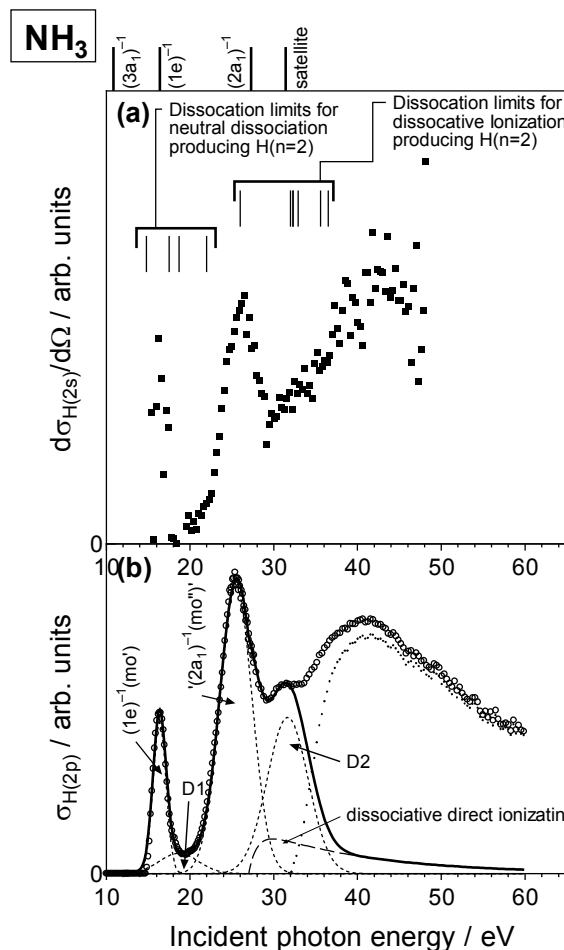 NH3
(3a1)−1
(1e)−1
(2a1)−1
satellite
(a)
Dissocation limits for
neutral dissociation
producing H(n=2)
Dissocation limits for
dissocative Ionization
producing H(n=2)
dσH(2s)/dΩ / arb. units
0
10 20 30 40 50 60
(b)
(1e)−1(mo')
'(2a1)−1(mo'')'
D1
D2
dissociative direct ionizatin
σH(2p) / arb. units
0
10 20 30 40 50 60
Incident photon energy / eV